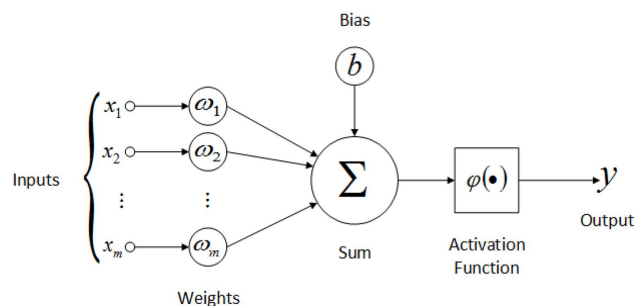 Bias
b
x₁
ω₁
x₂
ω₂
Inputs
⋮
⋮
Σ
φ(•)
y
Output
xₘ
ωₘ
Sum
Activation
Function
Weights